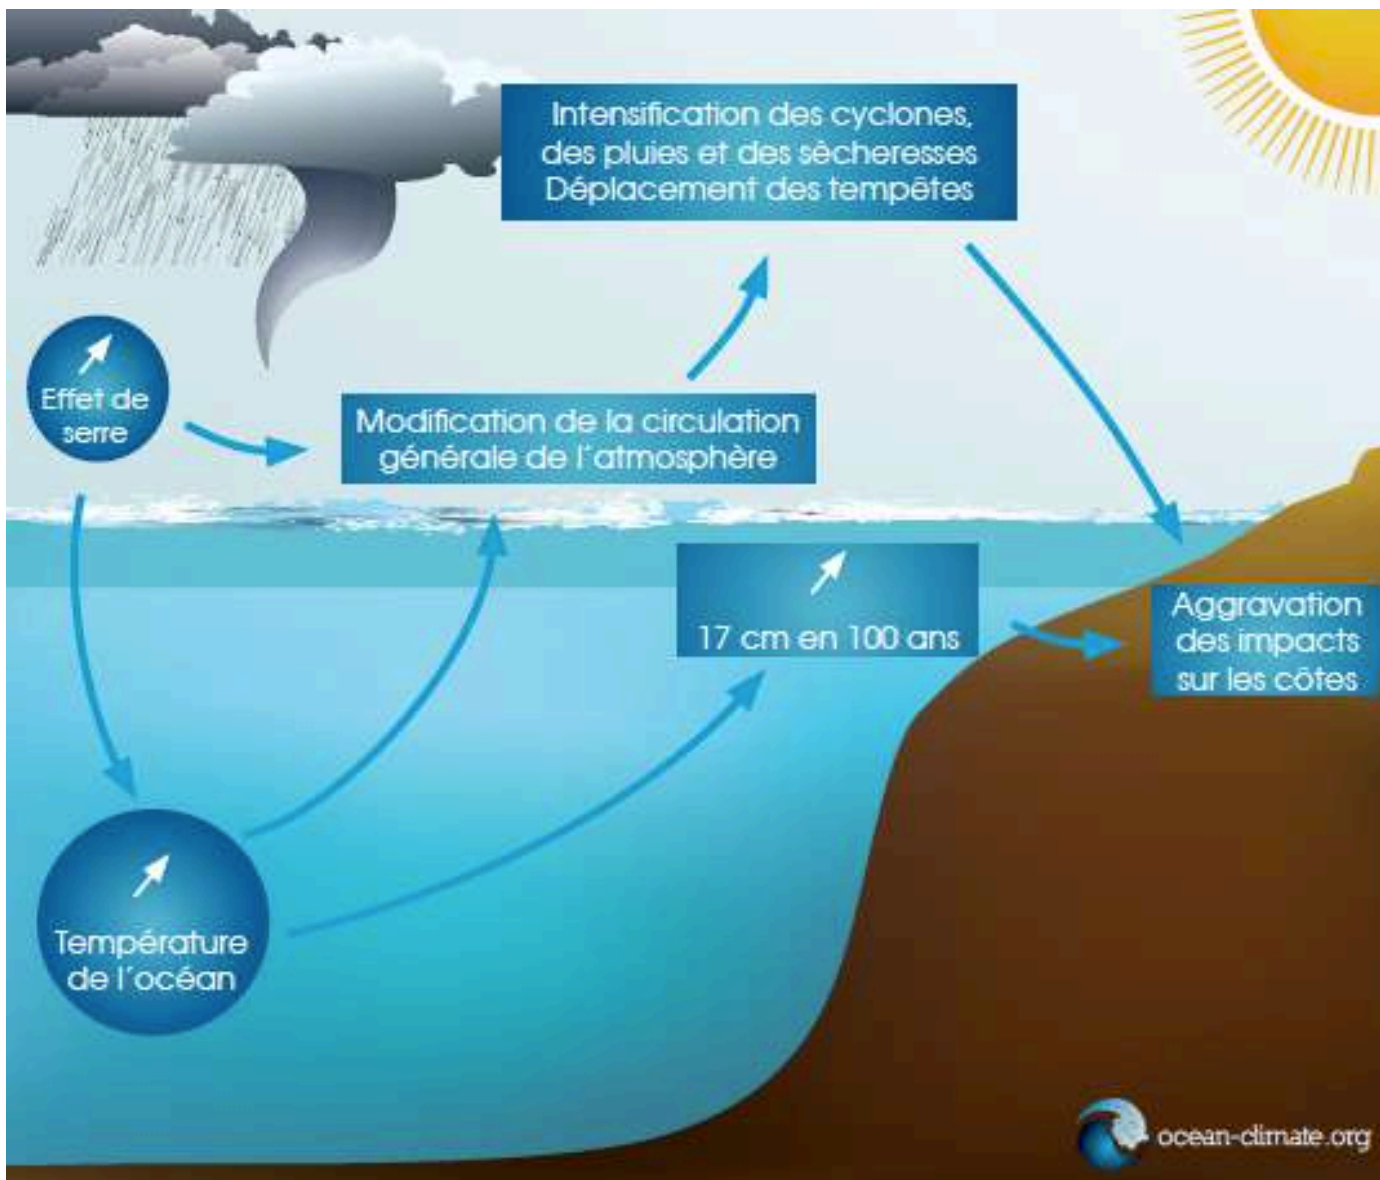 Intensification des cyclones,
des pluies et des sècheresses
Déplacement des tempêtes
Effet de
serre
Modification de la circulation
générale de l'atmosphère
17 cm en 100 ans
Aggravation
des impacts
sur les côtes
Température
de l'océan
ocean-climate.org